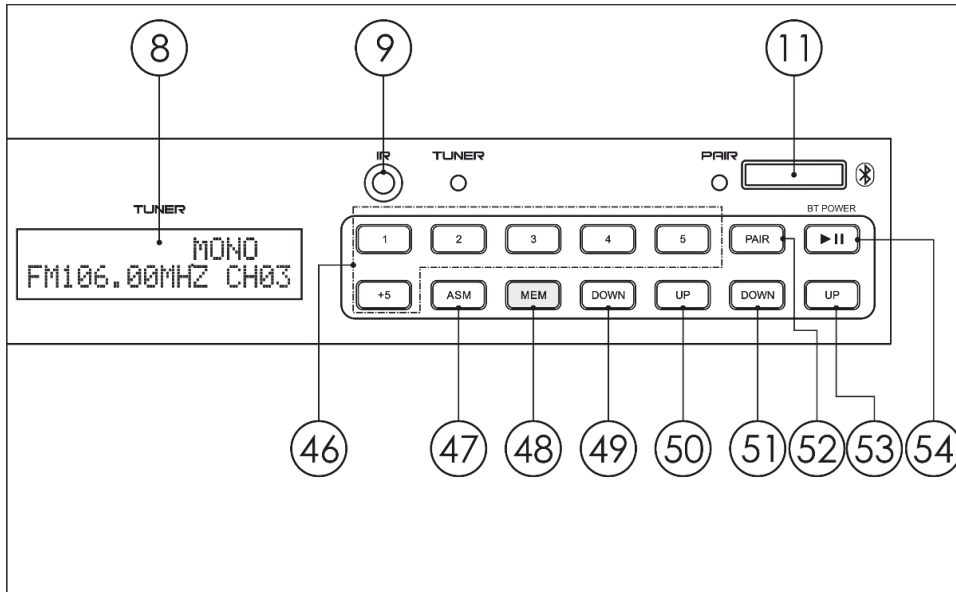 8 9 11
IR TUNER PAIR
TUNER BT POWER
1 2 3 4 5 PAIR
MONO
FM106.00MHZ CH03
+5 ASM MEM DOWN UP DOWN UP
46 47 48 49 50 51 52 53 54